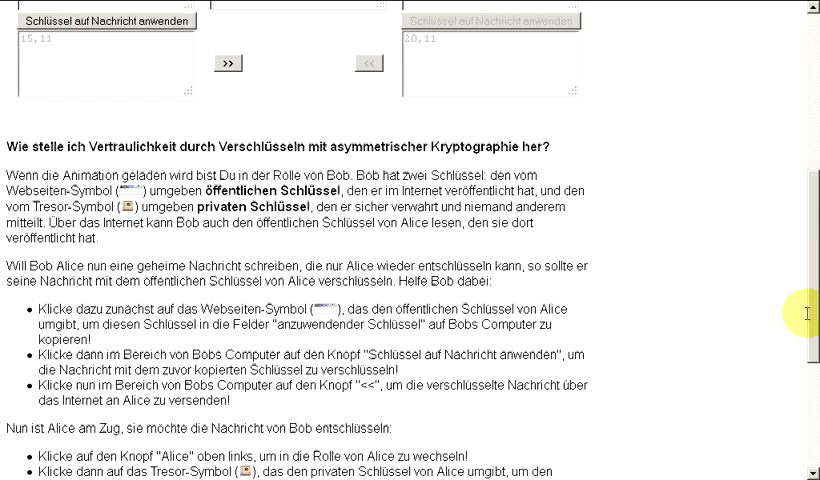 Schlüssel auf Nachricht anwenden Schlüssel auf Nachricht anwenden
15,11 20,11
>> <<
Wie stelle ich Vertraulichkeit durch Verschlüsseln mit asymmetrischer Kryptographie her?
Wenn die Animation geladen wird bist Du in der Rolle von Bob. Bob hat zwei Schlüssel: den vom
Webseiten-Symbol ( ) umgeben öffentlichen Schlüssel, den er im Internet veröffentlicht hat, und den
vom Tresor-Symbol ( ) umgeben privaten Schlüssel, den er sicher verwahrt und niemand anderem
mitteilt. Über das Internet kann Bob auch den öffentlichen Schlüssel von Alice lesen, den sie dort
veröffentlicht hat.
Will Bob Alice nun eine geheime Nachricht schreiben, die nur Alice wieder entschlüsseln kann, so sollte er
seine Nachricht mit dem öffentlichen Schlüssel von Alice verschlüsseln. Helfe Bob dabei:
• Klicke dazu zunächst auf das Webseiten-Symbol ( ), das den öffentlichen Schlüssel von Alice
umgibt, um diesen Schlüssel in die Felder "anzuwendender Schlüssel" auf Bobs Computer zu
kopieren!
• Klicke dann im Bereich von Bobs Computer auf den Knopf "Schlüssel auf Nachricht anwenden", um
die Nachricht mit dem zuvor kopierten Schlüssel zu verschlüsseln!
• Klicke nun im Bereich von Bobs Computer auf den Knopf "<<", um die verschlüsselte Nachricht über
das Internet an Alice zu versenden!
Nun ist Alice am Zug, sie möchte die Nachricht von Bob entschlüsseln:
• Klicke auf den Knopf "Alice" oben links, um in die Rolle von Alice zu wechseln!
• Klicke dann auf das Tresor-Symbol ( ), das den privaten Schlüssel von Alice umgibt, um den